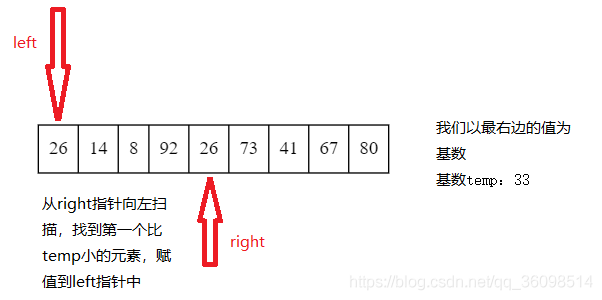 left
26 14 8 92 26 73 41 67 80
我们以最右边的值为
基数
基数temp：33
从right指针向左扫
描，找到第一个比
temp小的元素，赋
值到left指针中
right
https://blog.csdn.net/qq_36098514